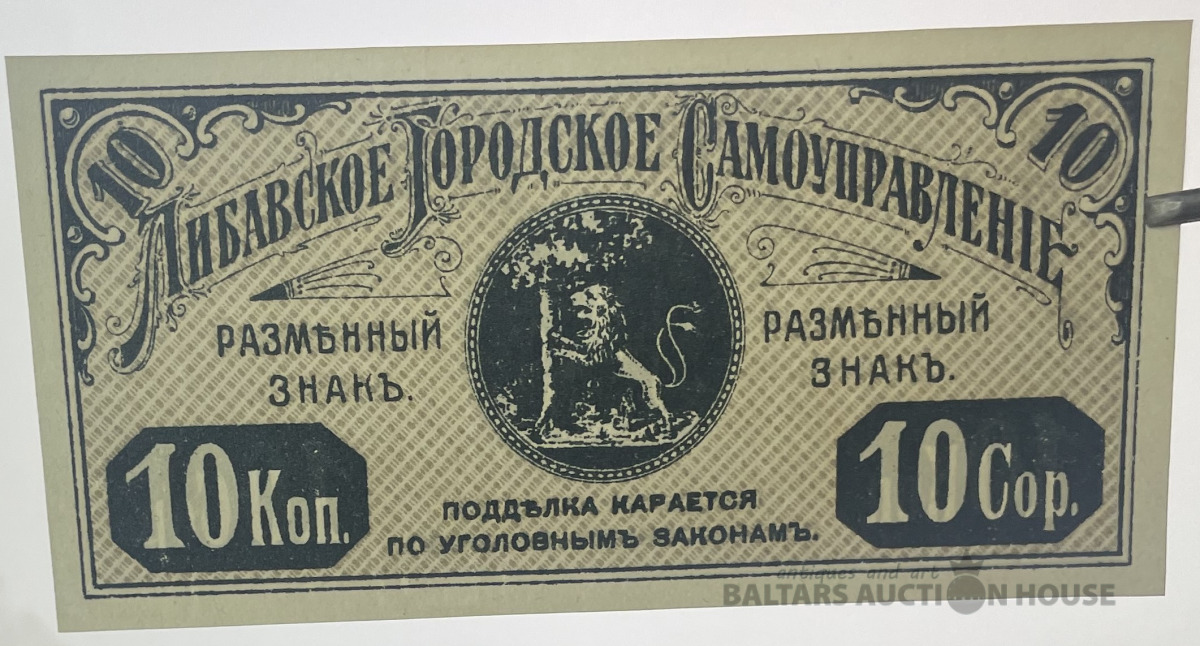 10 10
Либавское Городское Самоуправленіе
РАЗМѢННЫЙ
ЗНАКЪ.
РАЗМѢННЫЙ
ЗНАКЪ.
10 Коп.
10 Cop.
ПОДДѢЛКА КАРАЕТСЯ
ПО УГОЛОВНЫМЪ ЗАКОНАМЪ.
antiques and art
BALTARS AUCTION HOUSE